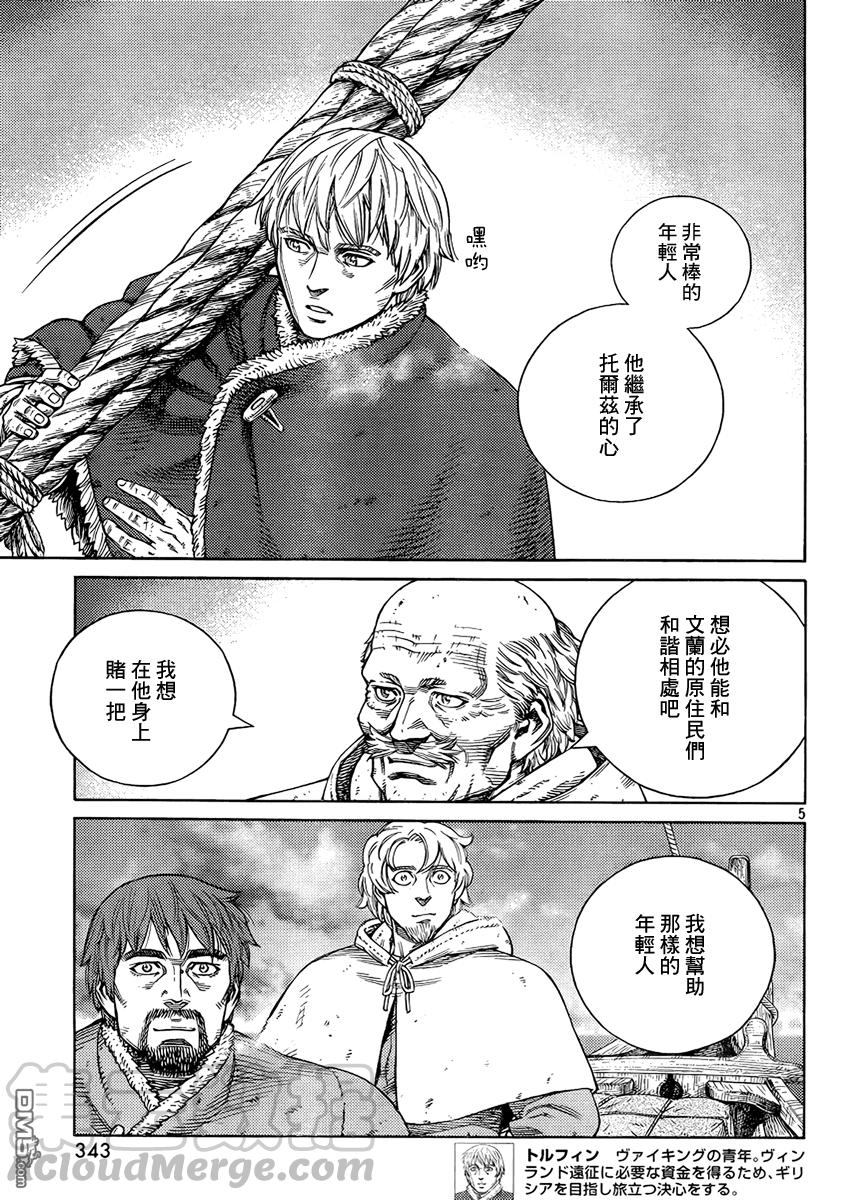 非常棒的
年輕人
他繼承了
托爾茲的心
嘿
喲
想必他能和
文蘭的原住民們
和諧相處吧
我想
在他身上
賭一把
5
我想幫助
那樣的
年輕人
343
iCloudMerge.com
DM5
.com
トルフィン ヴァイキングの青年。ヴィン
ランド遠征に必要な資金を得るため、ギリ
シアを目指し旅立つ決心をする。